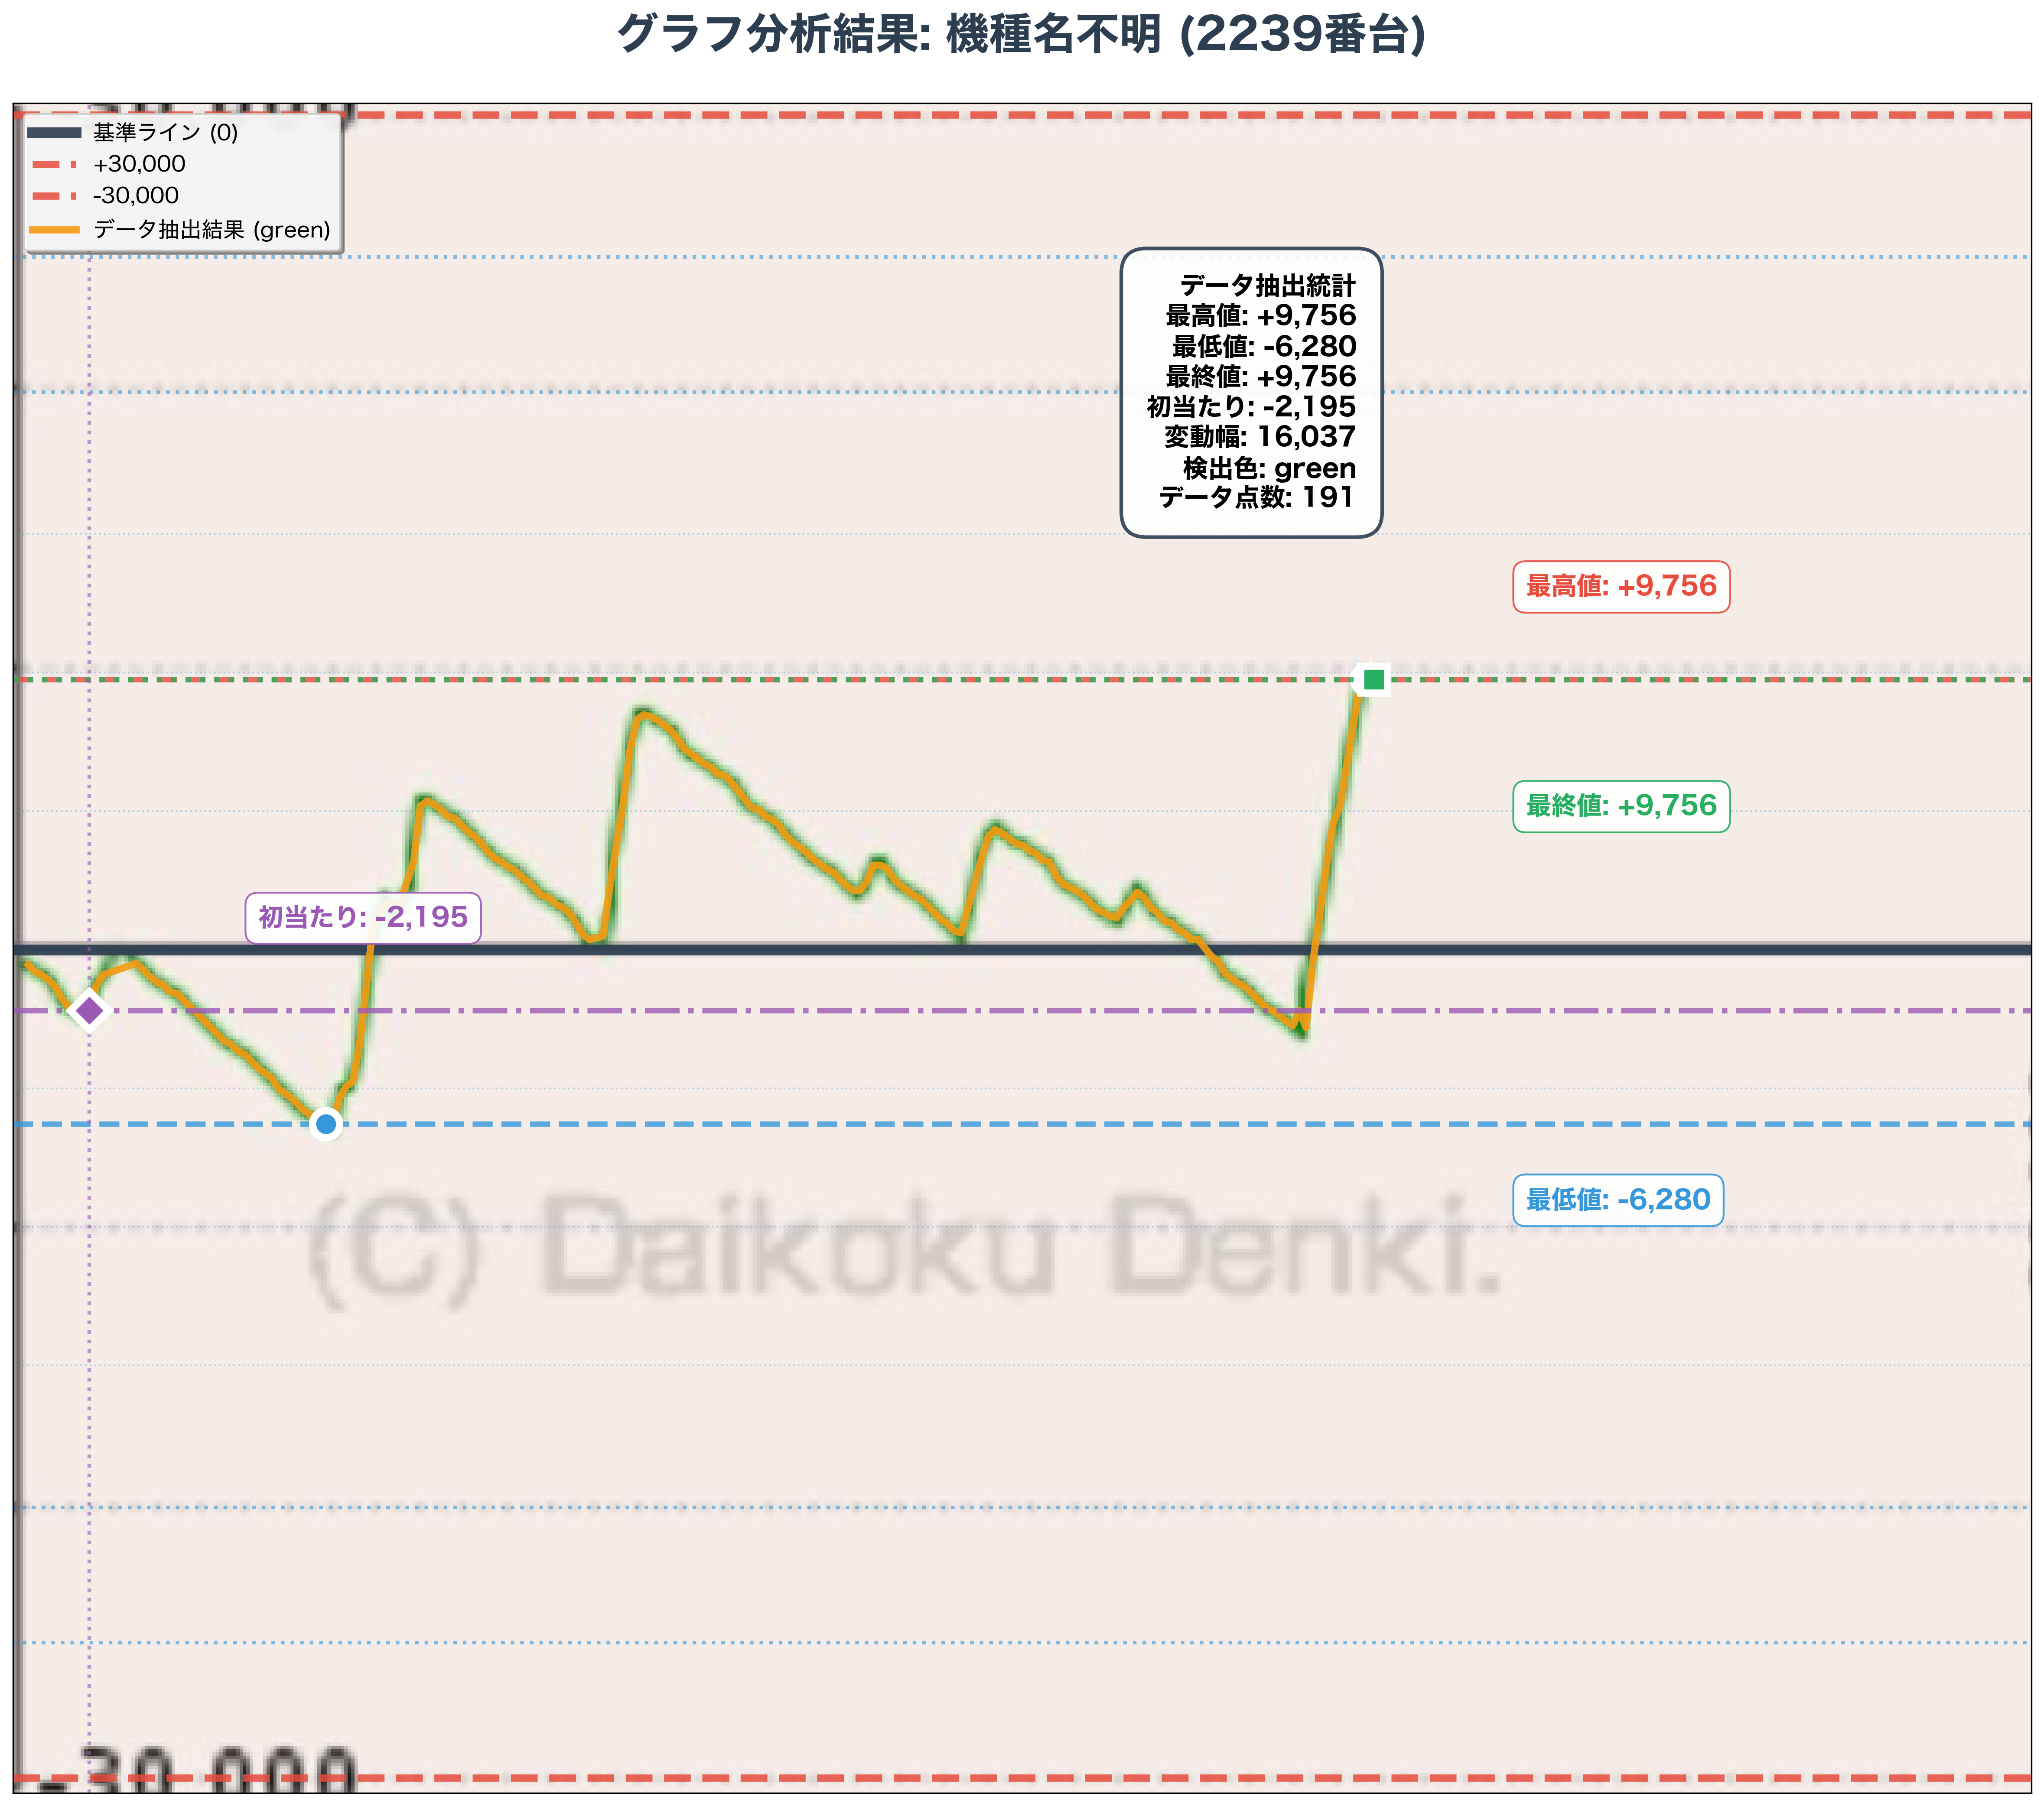 グラフ分析結果: 機種名不明 (2239番台)
基準ライン (0)
+30,000
-30,000
データ抽出結果 (green)
データ抽出統計
最高値: +9,756
最低値: -6,280
最終値: +9,756
初当たり: -2,195
変動幅: 16,037
検出色: green
データ点数: 191
最高値: +9,756
最終値: +9,756
初当たり: -2,195
最低値: -6,280
(C) Daikoku Denki.
-30,000